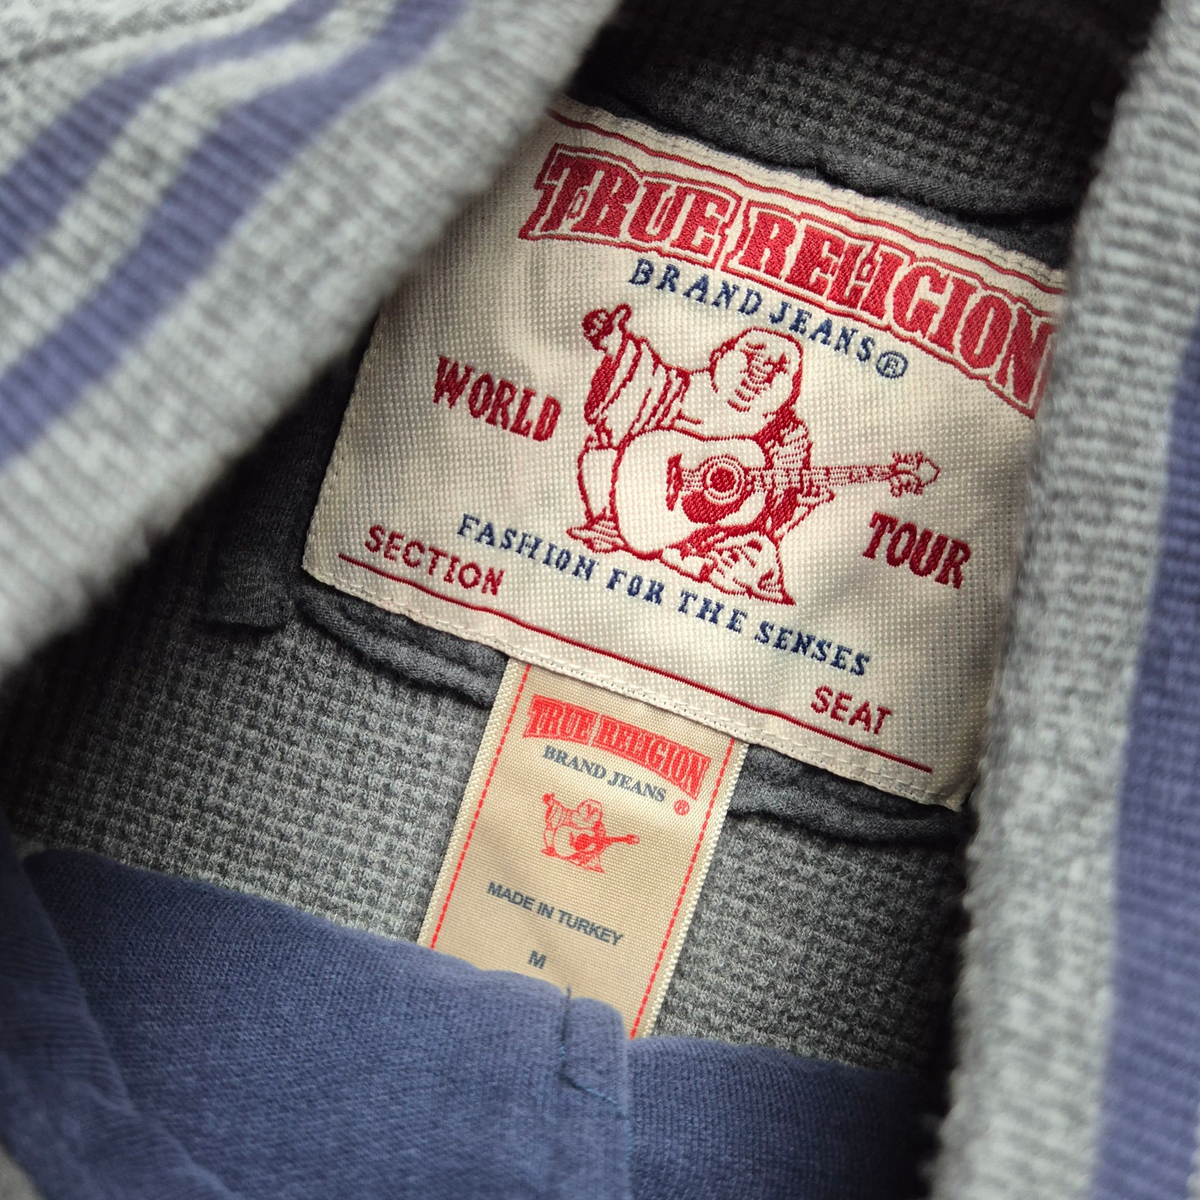 TRUE RELIGION
BRAND JEANS®
WORLD TOUR
FASHION FOR THE SENSES
SECTION SEAT
TRUE RELIGION
BRAND JEANS ®
MADE IN TURKEY
M